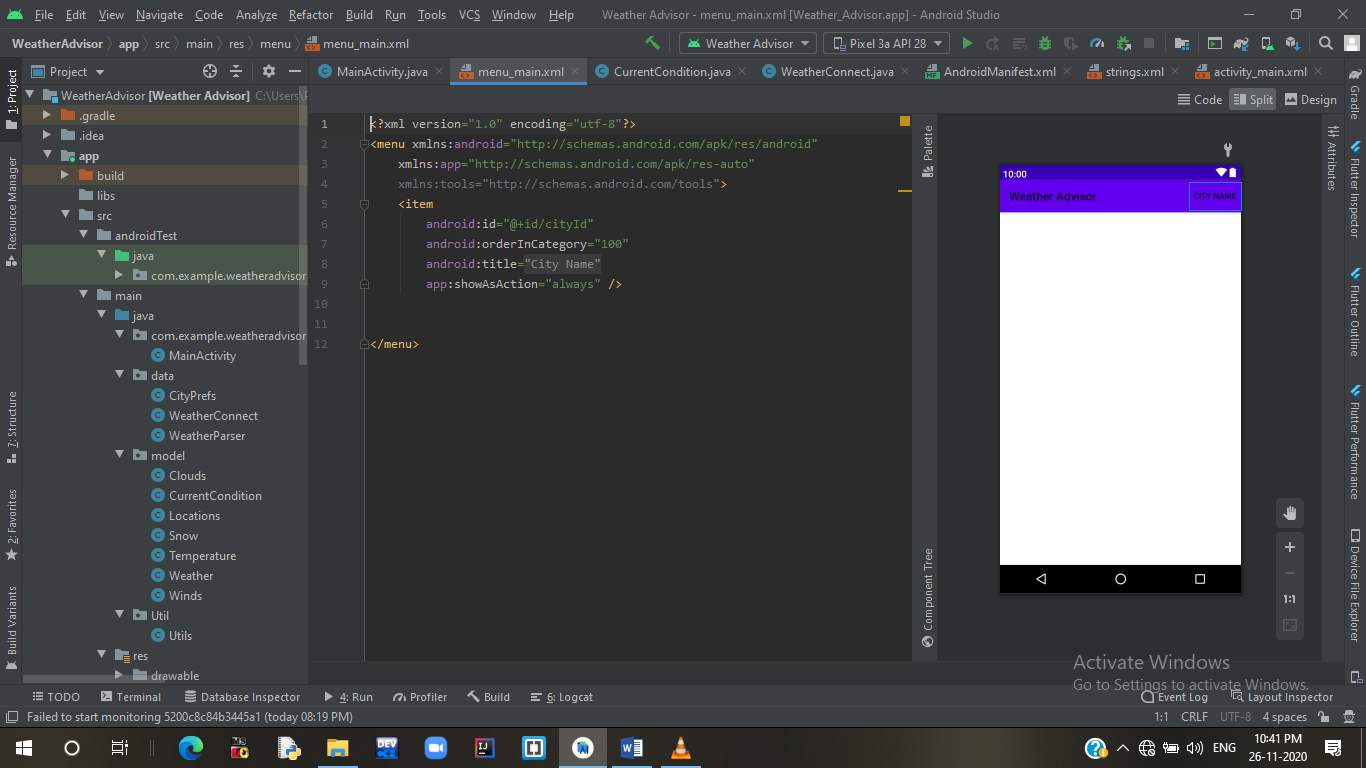 File Edit View Navigate Code Analyze Refactor Build Run Tools VCS Window Help Weather Advisor - menu_main.xml [Weather_Advisor.app] - Android Studio
WeatherAdvisor app src main res menu menu_main.xml Weather Advisor Pixel 3a API 28
Project MainActivity.java menu_main.xml CurrentCondition.java WeatherConnect.java AndroidManifest.xml strings.xml activity_main.xml
Code Split Design
1: Project
Resource Manager
7: Structure
2: Favorites
Build Variants
WeatherAdvisor [Weather Advisor] C:\Users\
.gradle
.idea
app
build
libs
src
androidTest
java
com.example.weatheradvisor
main
java
com.example.weatheradvisor
MainActivity
data
CityPrefs
WeatherConnect
WeatherParser
model
Clouds
CurrentCondition
Locations
Snow
Temperature
Weather
Winds
Util
Utils
res
drawable
1 <?xml version="1.0" encoding="utf-8"?>
2 <menu xmlns:android="http://schemas.android.com/apk/res/android"
3 xmlns:app="http://schemas.android.com/apk/res-auto"
4 xmlns:tools="http://schemas.android.com/tools">
5 <item
6 android:id="@+id/cityId"
7 android:orderInCategory="100"
8 android:title="City Name"
9 app:showAsAction="always" />
10
11
12 </menu>
Palette
Component Tree
10:00
Weather Advisor CITY NAME
1:1
Attributes
Gradle
Flutter Inspector
Flutter Outline
Flutter Performance
Device File Explorer
Activate Windows
Go to Settings to activate Windows.
TODO Terminal Database Inspector 4: Run Profiler Build 6: Logcat Event Log Layout Inspector
Failed to start monitoring 5200c8c84b3445a1 (today 08:19 PM) 1:1 CRLF UTF-8 4 spaces
DEV
ENG 10:41 PM
26-11-2020